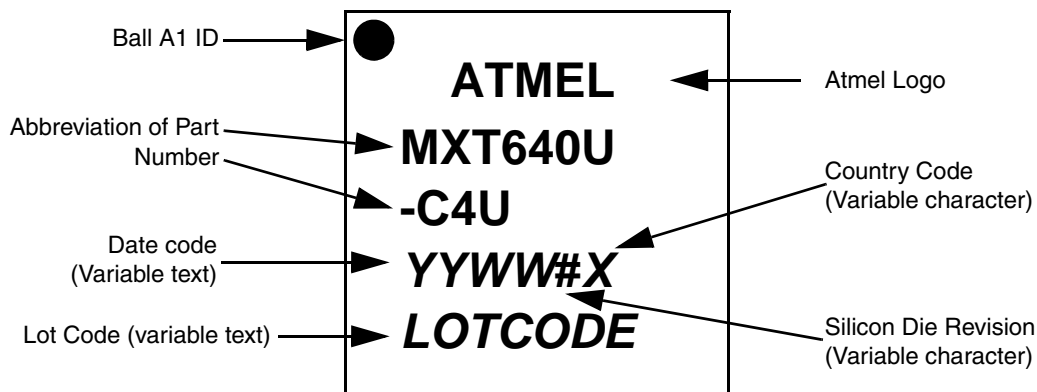 Ball A1 ID
ATMEL
Atmel Logo
Abbreviation of Part
Number
MXT640U
-C4U
Country Code
(Variable character)
Date code
(Variable text)
YYWW#X
Lot Code (variable text)
LOTCODE
Silicon Die Revision
(Variable character)